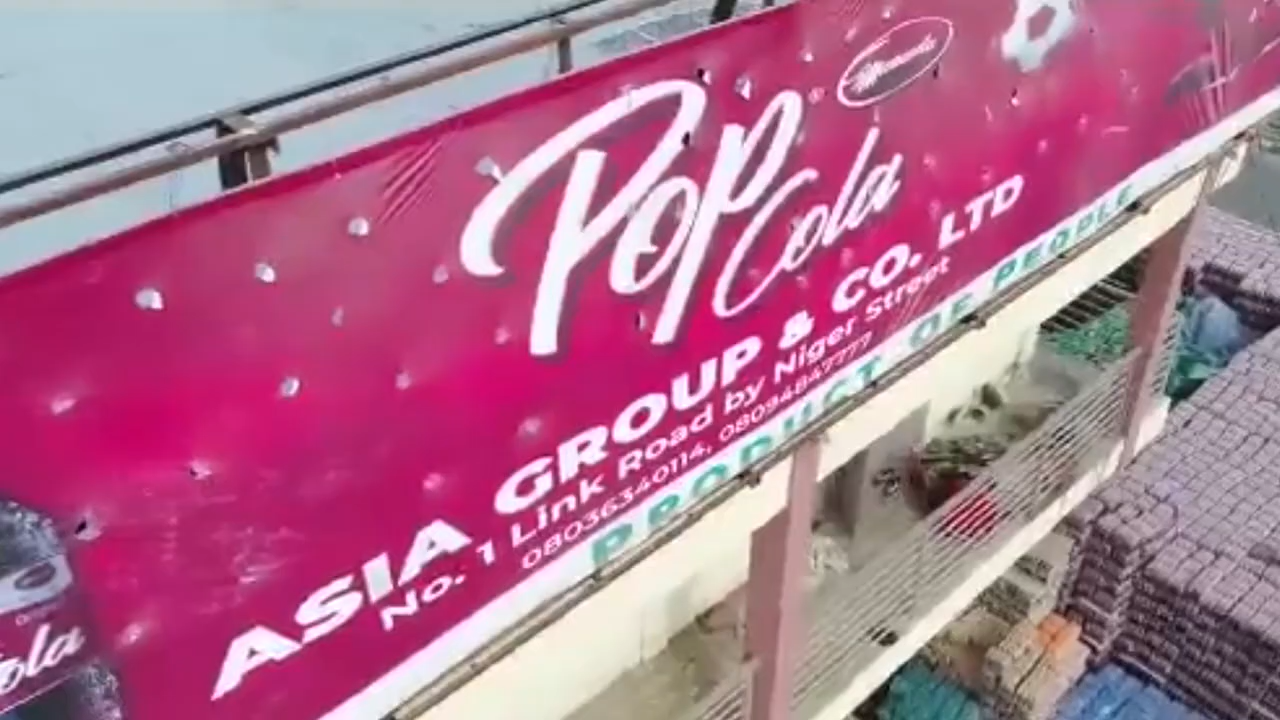 Pop Cola ®
ASIA GROUP & CO. LTD
No. 1 Link Road by Niger Street
08036340114, 08094847777
PRODUCT OF PEOPLE
Cola